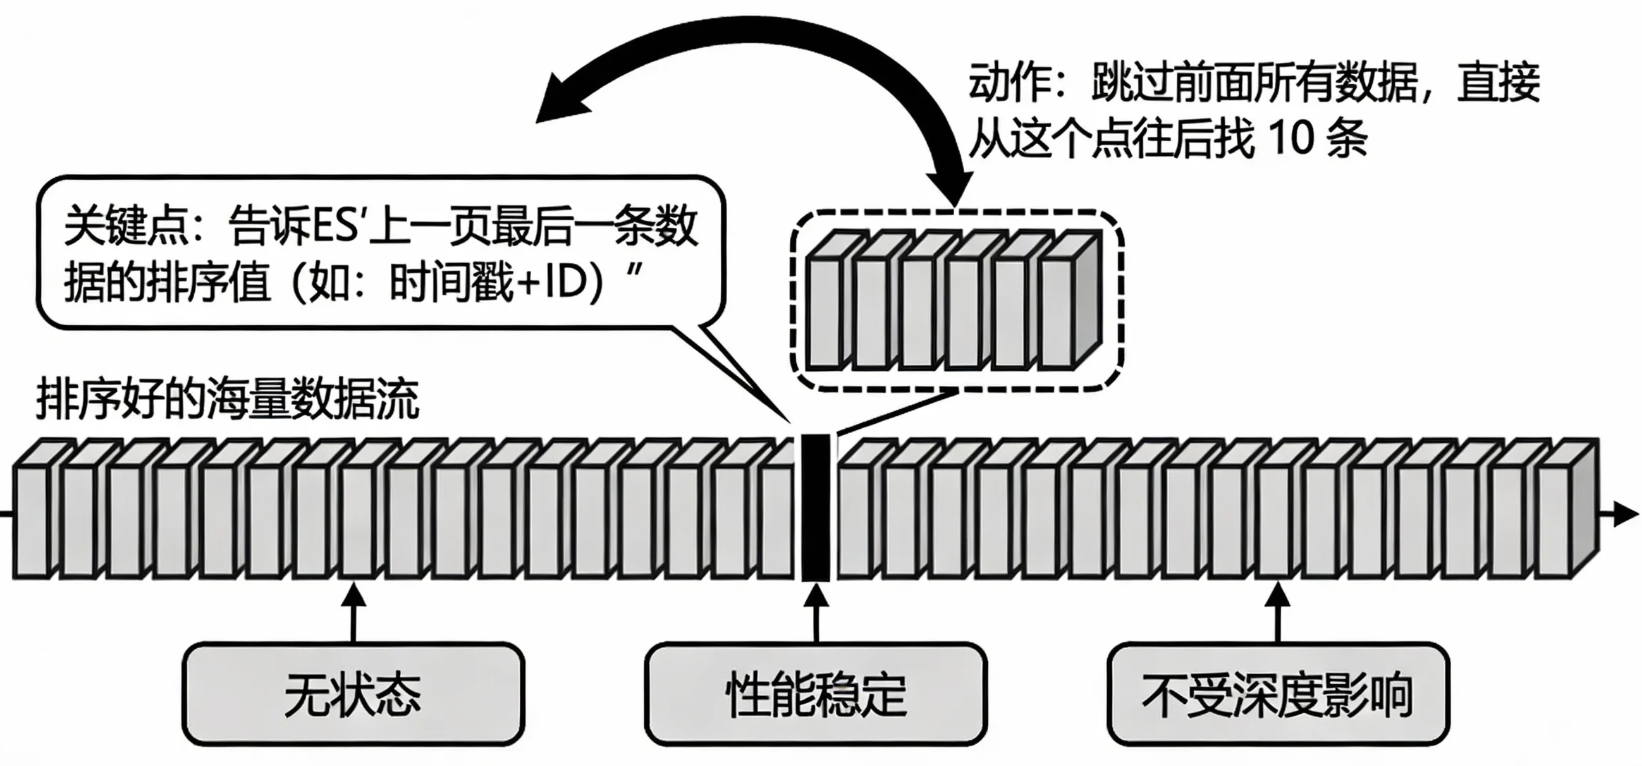 动作：跳过前面所有数据，直接
从这个点往后找 10 条
关键点：告诉ES‘上一页最后一条数
据的排序值（如：时间戳+ID）”
排序好的海量数据流
无状态
性能稳定
不受深度影响